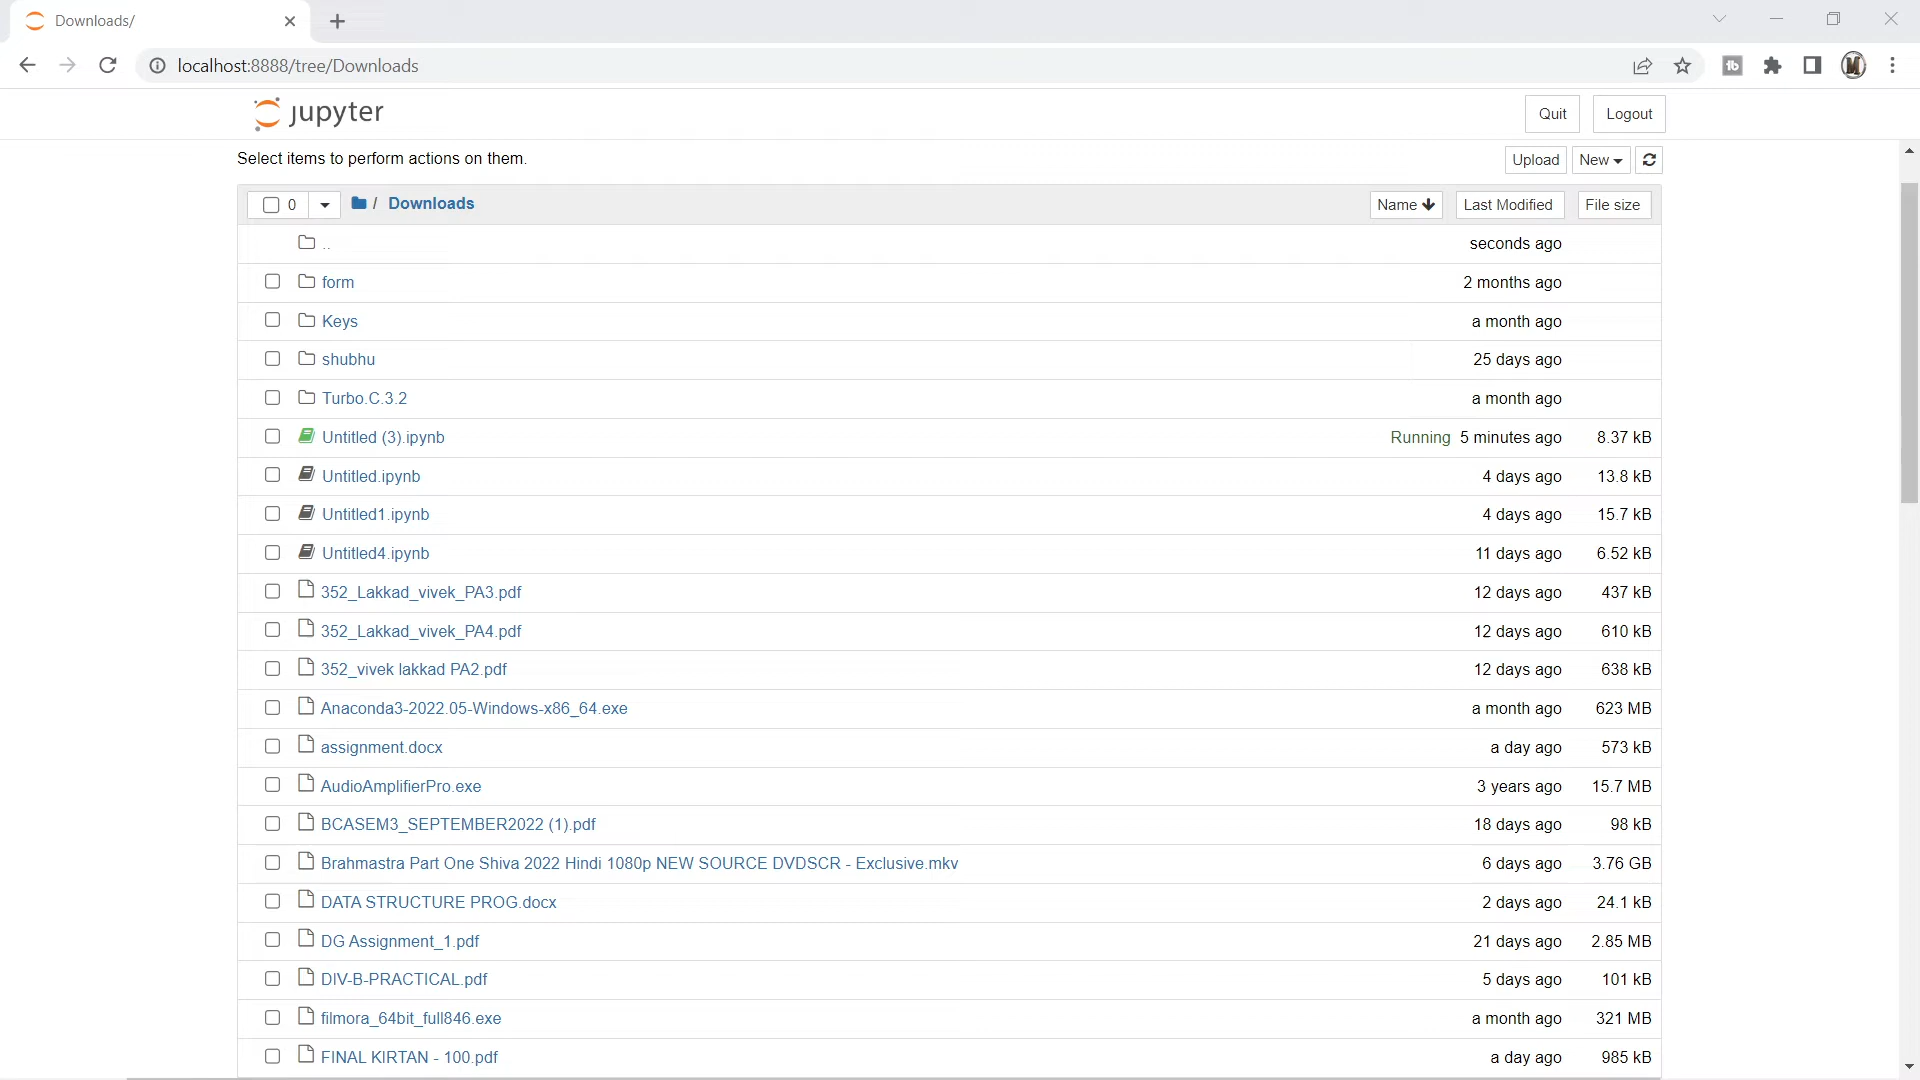 Downloads/
localhost:8888/tree/Downloads
jupyter
Quit
Logout
Select items to perform actions on them.
Upload
New
0
/ Downloads
Name
Last Modified
File size
.. seconds ago
form 2 months ago
Keys a month ago
shubhu 25 days ago
Turbo.C.3.2 a month ago
Untitled (3).ipynb Running 5 minutes ago 8.37 kB
Untitled.ipynb 4 days ago 13.8 kB
Untitled1.ipynb 4 days ago 15.7 kB
Untitled4.ipynb 11 days ago 6.52 kB
352_Lakkad_vivek_PA3.pdf 12 days ago 437 kB
352_Lakkad_vivek_PA4.pdf 12 days ago 610 kB
352_vivek lakkad PA2.pdf 12 days ago 638 kB
Anaconda3-2022.05-Windows-x86_64.exe a month ago 623 MB
assignment.docx a day ago 573 kB
AudioAmplifierPro.exe 3 years ago 15.7 MB
BCASEM3_SEPTEMBER2022 (1).pdf 18 days ago 98 kB
Brahmastra Part One Shiva 2022 Hindi 1080p NEW SOURCE DVDSCR - Exclusive.mkv 6 days ago 3.76 GB
DATA STRUCTURE PROG.docx 2 days ago 24.1 kB
DG Assignment_1.pdf 21 days ago 2.85 MB
DIV-B-PRACTICAL.pdf 5 days ago 101 kB
filmora_64bit_full846.exe a month ago 321 MB
FINAL KIRTAN - 100.pdf a day ago 985 kB